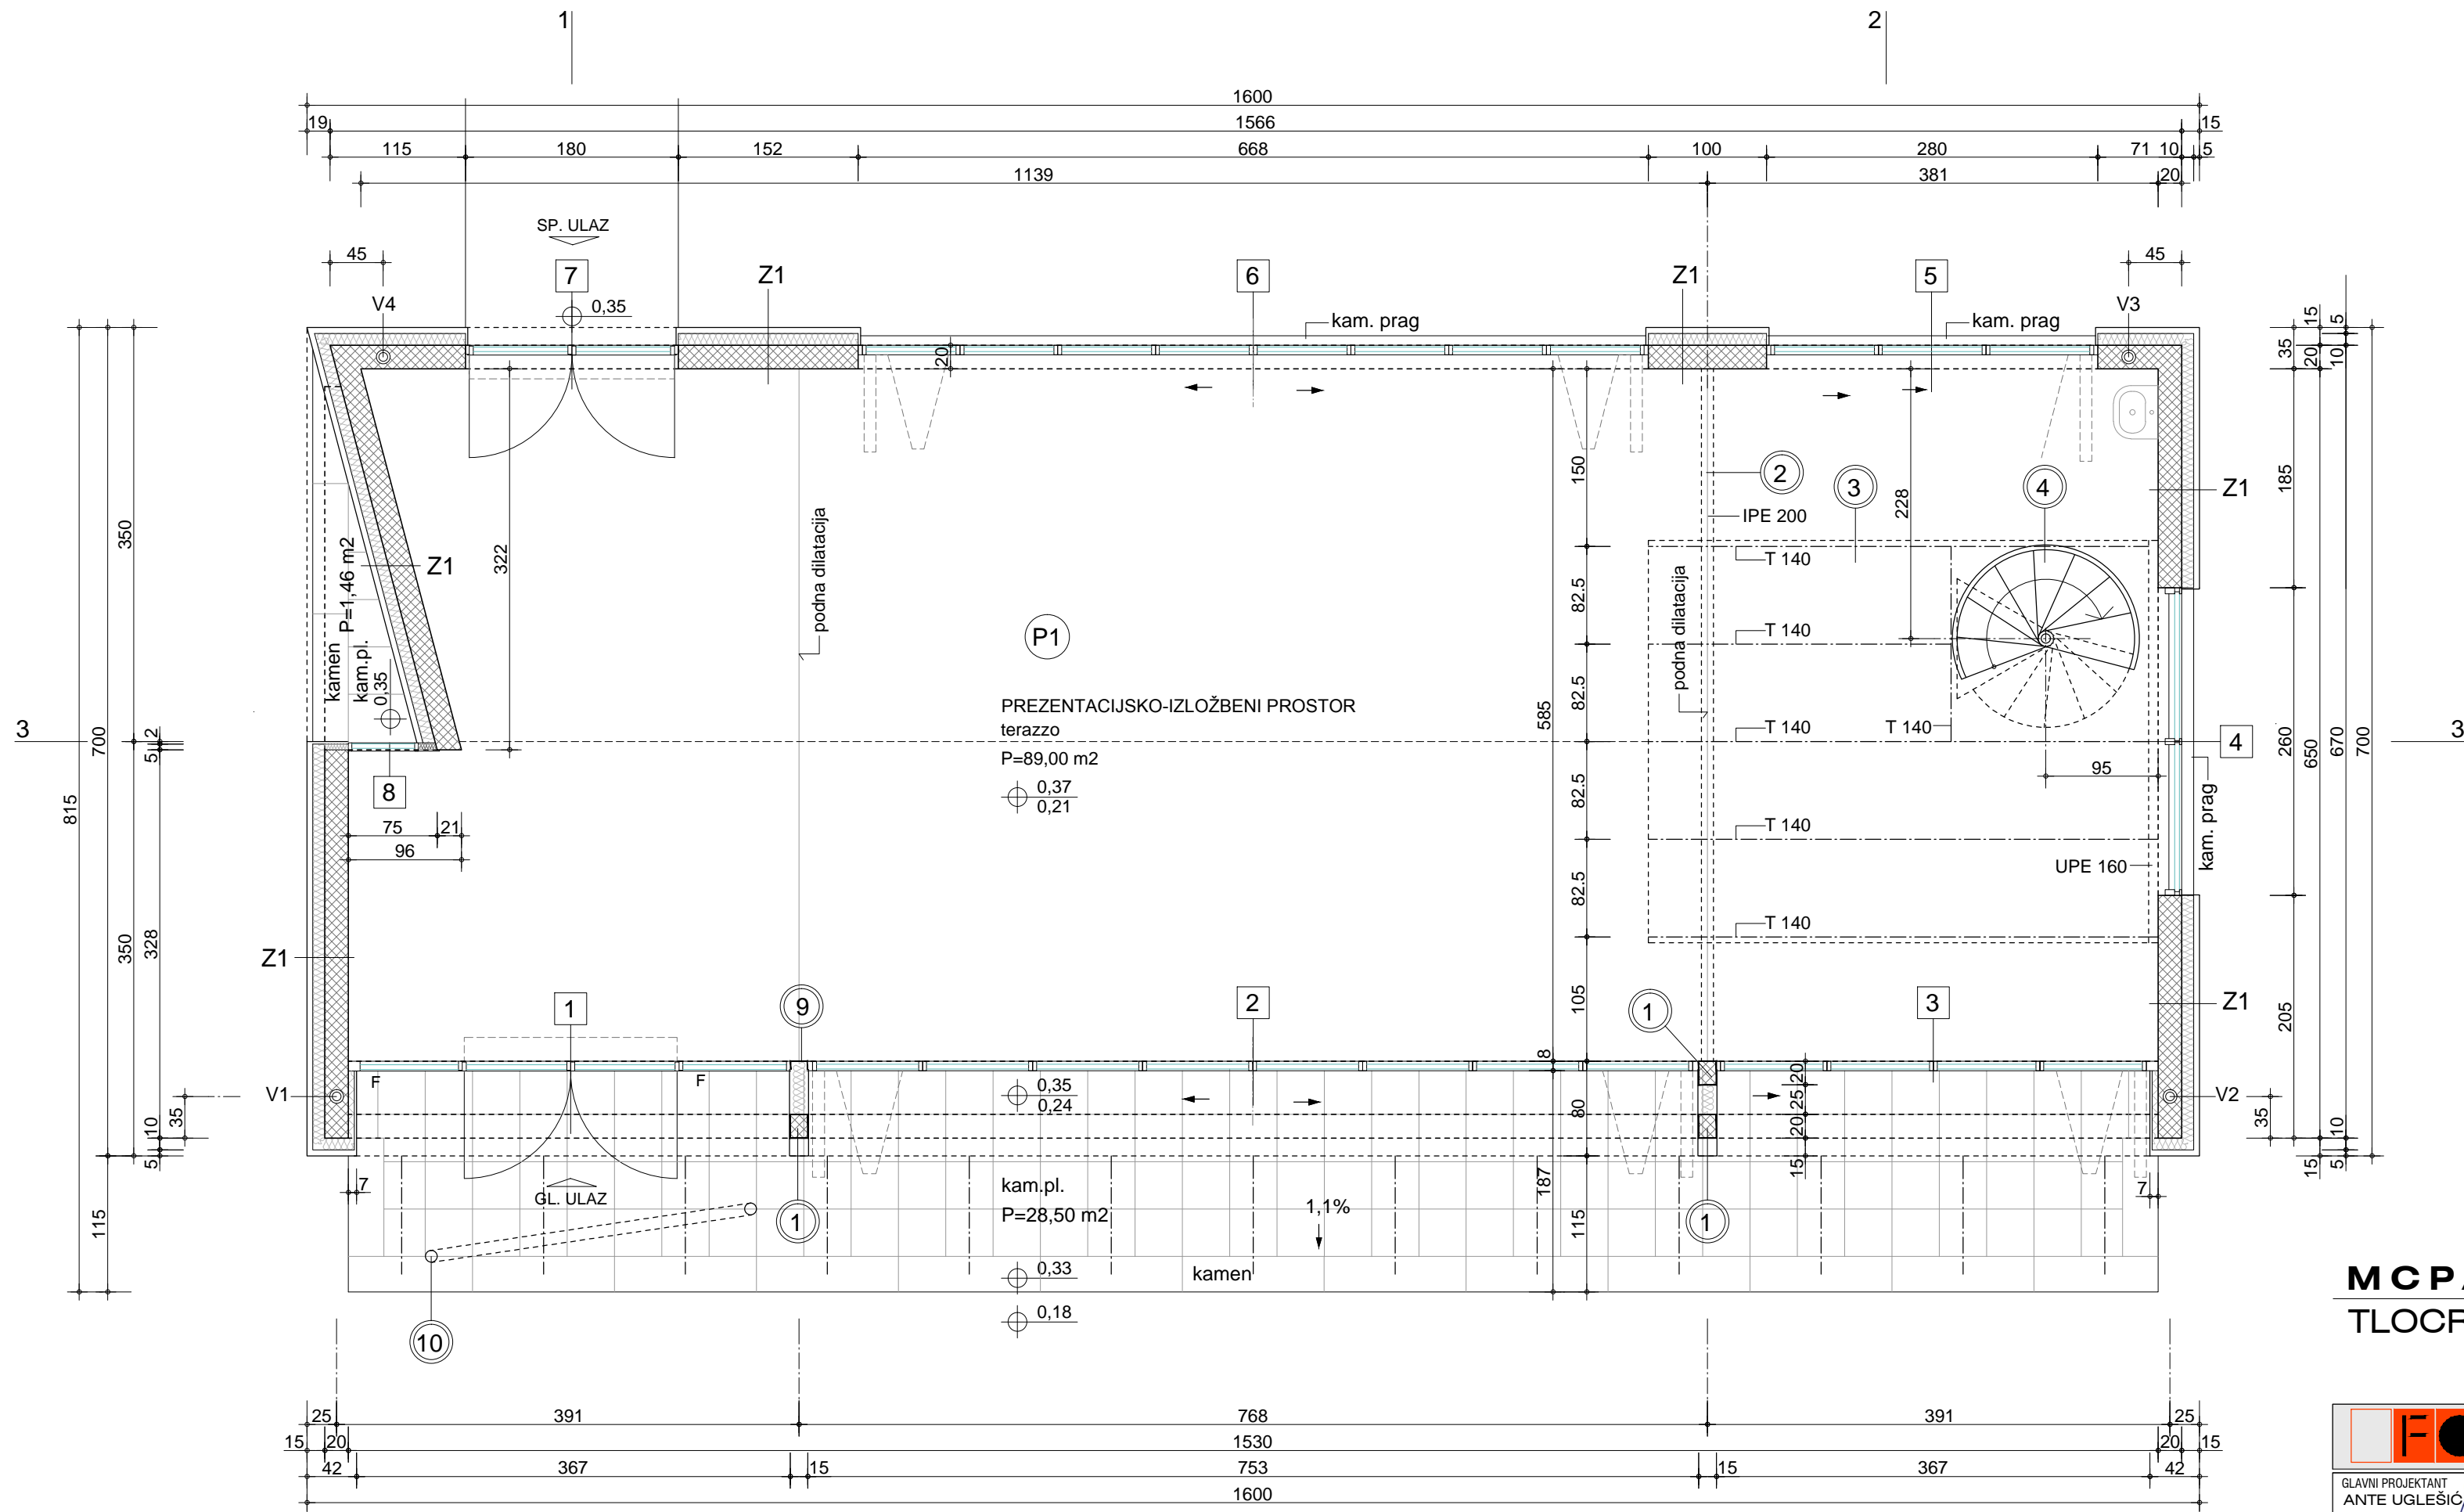 1
2
1600
19
1566
15
115
180
152
668
100
280
71
10
5
1139
381
20
SP. ULAZ
45
45
7
Z1
6
Z1
5
V4
0,35
kam. prag
kam. prag
V3
15
5
35
20
10
20
150
2
3
4
Z1
185
IPE 200
228
350
322
podna dilatacija
Z1
P=1,46 m2
kamen
kam.pl.
0,35
T 140
82.5
podna dilatacija
P1
T 140
82.5
PREZENTACIJSKO-IZLOŽBENI PROSTOR
terazzo
P=89,00 m2
0,37
0,21
585
T 140
T 140
3
700
2
5
4
3
260
650
670
700
95
kam. prag
8
815
75
21
96
82.5
T 140
UPE 160
82.5
T 140
350
328
Z1
1
9
2
105
1
3
Z1
205
8
F
F
V1
10
35
5
0,35
0,24
80
20
25
20
15
V2
35
10
15
5
7
GL. ULAZ
kam.pl.
P=28,50 m2
1,1%
187
115
7
1
1
115
0,33
kamen
0,18
10
MCP
TLOC
25
391
768
391
25
15
20
1530
20
15
42
367
15
753
15
367
42
1600
F
GLAVNI PROJEKTANT
ANTE UGLEŠIĆ